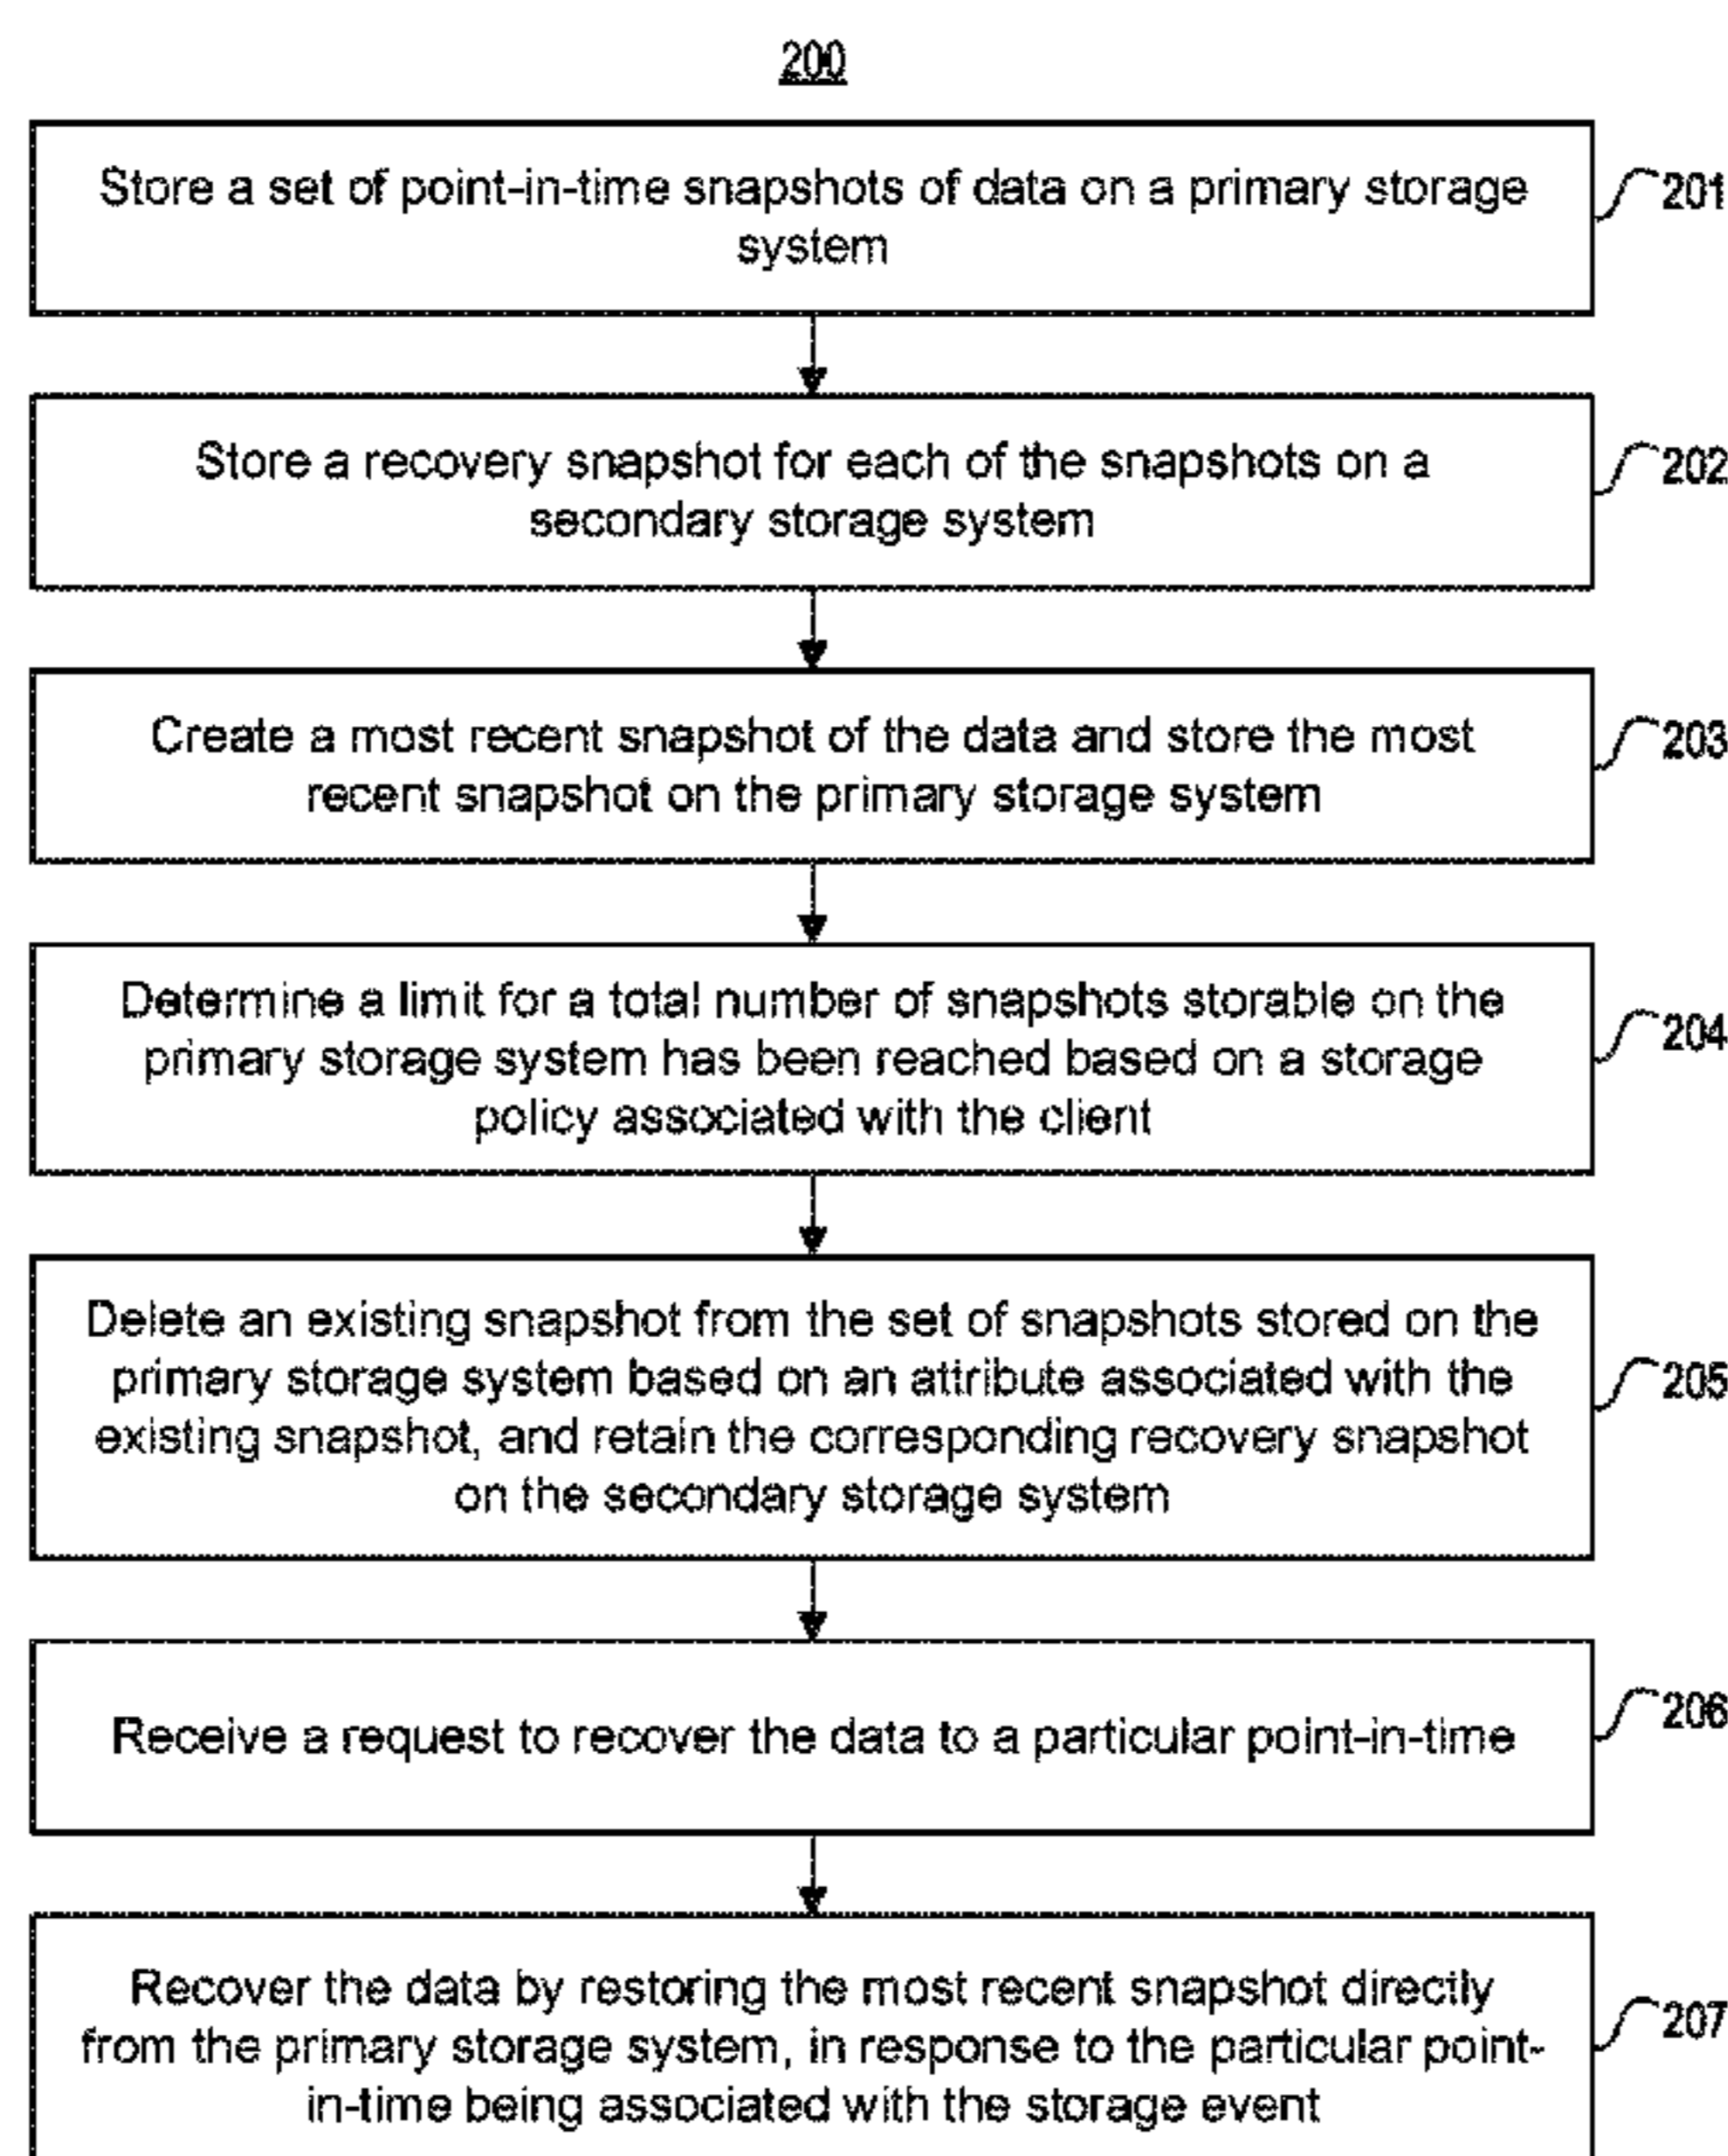 200
Store a set of point-in-time snapshots of data on a primary storage
system
201
Store a recovery snapshot for each of the snapshots on a
secondary storage system
202
Create a most recent snapshot of the data and store the most
recent snapshot on the primary storage system
203
Determine a limit for a total number of snapshots storable on the
primary storage system has been reached based on a storage
policy associated with the client
204
Delete an existing snapshot from the set of snapshots stored on the
primary storage system based on an attribute associated with the
existing snapshot, and retain the corresponding recovery snapshot
on the secondary storage system
205
Receive a request to recover the data to a particular point-in-time
206
Recover the data by restoring the most recent snapshot directly
from the primary storage system, in response to the particular point-
in-time being associated with the storage event
207